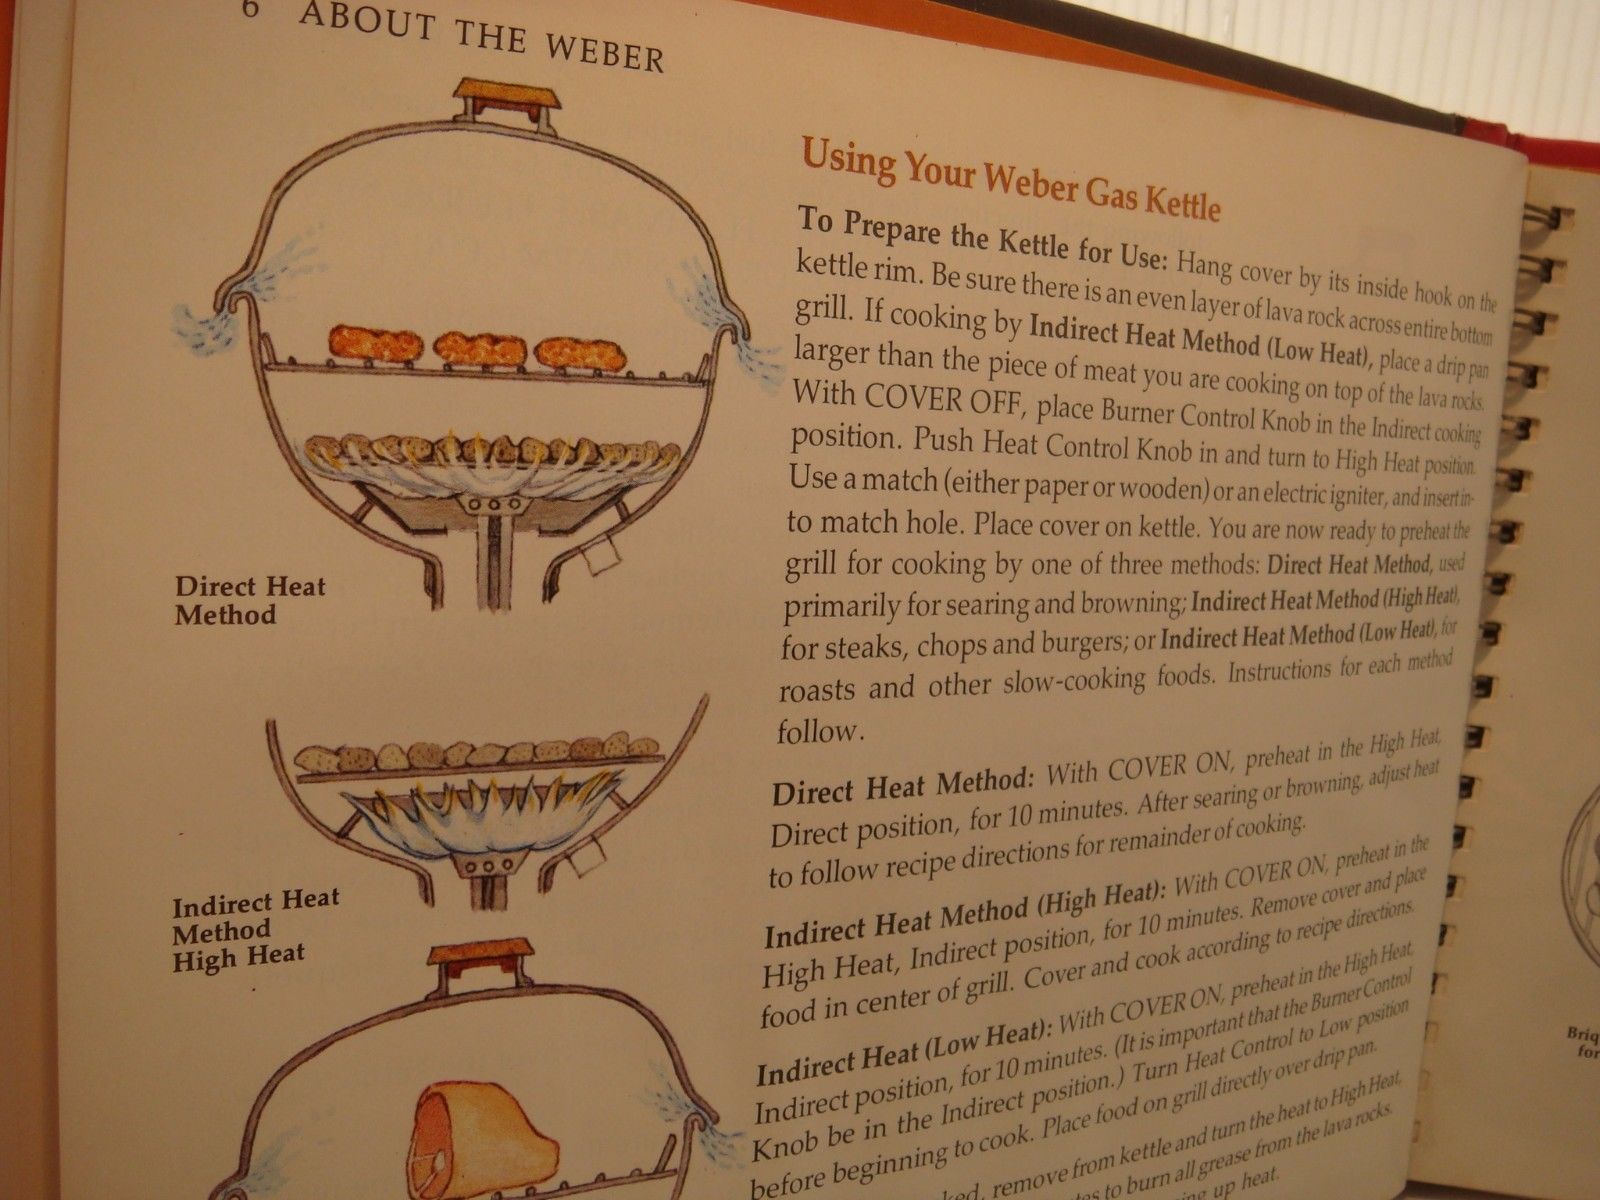 6 ABOUT THE WEBER
Direct Heat
Method
Indirect Heat
Method
High Heat
Using Your Weber Gas Kettle
To Prepare the Kettle for Use: Hang cover by its inside hook on the
kettle rim. Be sure there is an even layer of lava rock across entire bottom
grill. If cooking by Indirect Heat Method (Low Heat), place a drip pan
larger than the piece of meat you are cooking on top of the lava rocks.
With COVER OFF, place Burner Control Knob in the Indirect cooking
position. Push Heat Control Knob in and turn to High Heat position.
Use a match (either paper or wooden) or an electric igniter, and insert in-
to match hole. Place cover on kettle. You are now ready to preheat the
grill for cooking by one of three methods: Direct Heat Method, used
primarily for searing and browning; Indirect Heat Method (High Heat),
for steaks, chops and burgers; or Indirect Heat Method (Low Heat), for
roasts and other slow-cooking foods. Instructions for each method
follow.
Direct Heat Method: With COVER ON, preheat in the High Heat,
Direct position, for 10 minutes. After searing or browning, adjust heat
to follow recipe directions for remainder of cooking.
Indirect Heat Method (High Heat): With COVER ON, preheat in the
High Heat, Indirect position, for 10 minutes. Remove cover and place
food in center of grill. Cover and cook according to recipe directions.
Indirect Heat (Low Heat): With COVER ON, preheat in the High Heat,
Indirect position, for 10 minutes. (It is important that the Burner Control
Knob be in the Indirect position.) Turn Heat Control to Low position
before beginning to cook. Place food on grill directly over drip pan.
remove from kettle and turn the heat to High Heat,
to burn all grease from the lava rocks.
up heat.
for